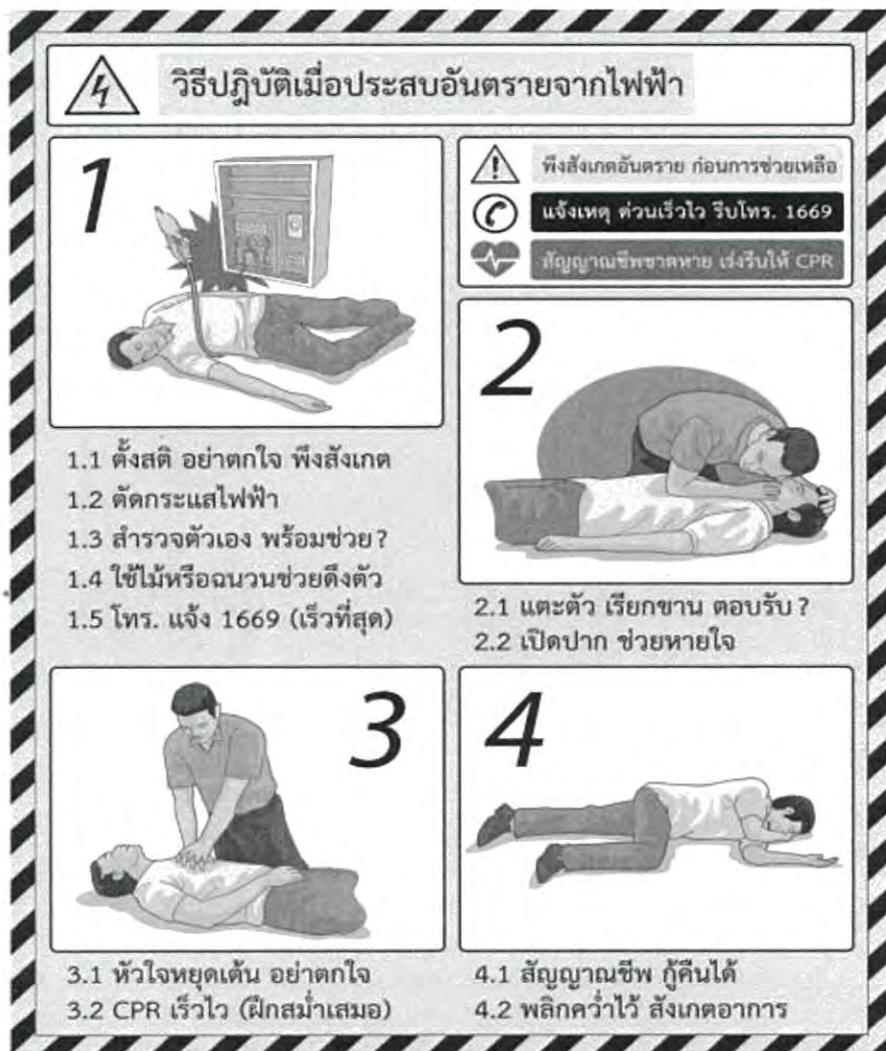 วิธีปฏิบัติเมื่อประสบอันตรายจากไฟฟ้า
1
พึงสังเกตอันตราย ก่อนการช่วยเหลือ
แจ้งเหตุ ด่วนเร็วไว รีบโทร. 1669
สัญญาณชีพขาดหาย เร่งรีบให้ CPR
1.1 ตั้งสติ อย่าตกใจ พึงสังเกต
1.2 ตัดกระแสไฟฟ้า
1.3 สำรวจตัวเอง พร้อมช่วย?
1.4 ใช้ไม้หรือฉนวนช่วยดึงตัว
1.5 โทร. แจ้ง 1669 (เร็วที่สุด)
2
2.1 แตะตัว เรียกขาน ตอบรับ?
2.2 เปิดปาก ช่วยหายใจ
3
3.1 หัวใจหยุดเต้น อย่าตกใจ
3.2 CPR เร็วไว (ฝึกสม่ำเสมอ)
4
4.1 สัญญาณชีพ กู้คืนได้
4.2 พลิกคว่ำไว้ สังเกตอาการ